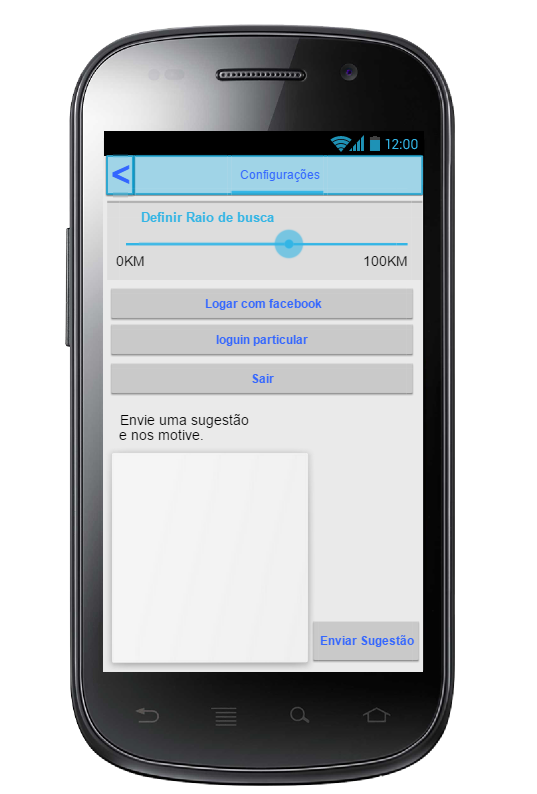 12:00
< Configurações
Definir Raio de busca
0KM 100KM
Logar com facebook
loguin particular
Sair
Envie uma sugestão
e nos motive.
Enviar Sugestão